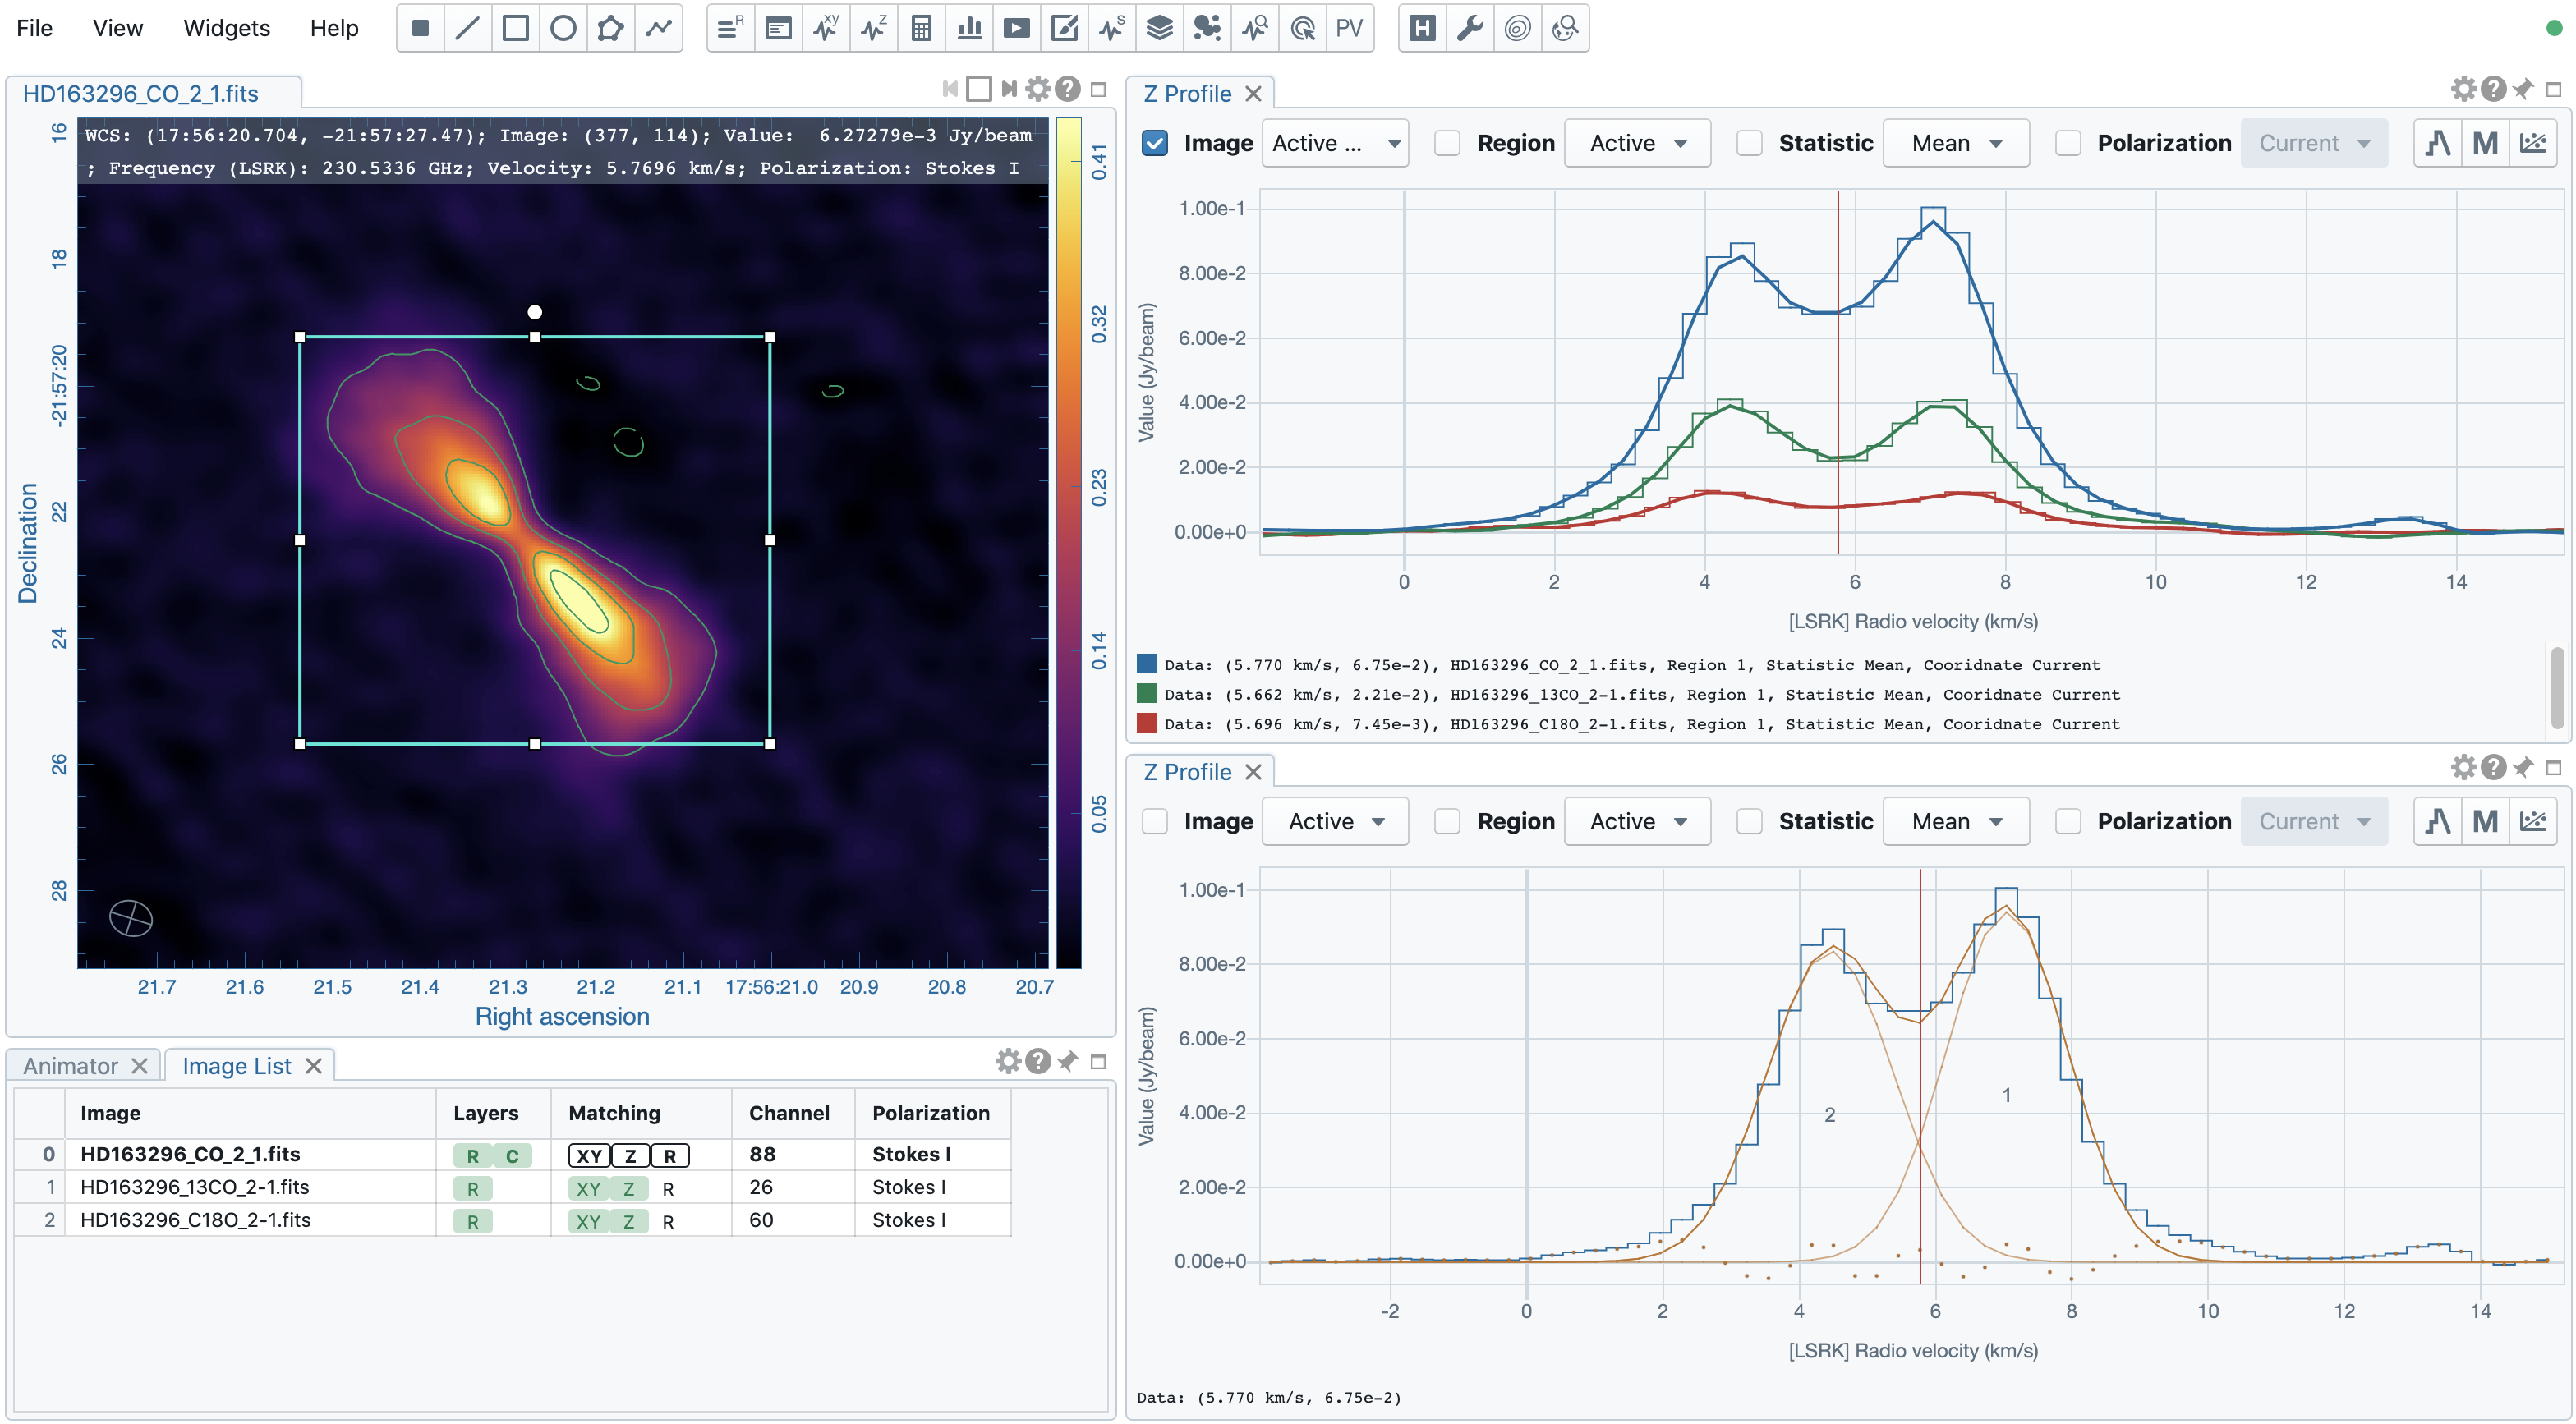 File View Widgets Help
R XY Z S PV H
HD163296_CO_2_1.fits
WCS: (17:56:20.704, -21:57:27.47); Image: (377, 114); Value: 6.27279e-3 Jy/beam
; Frequency (LSRK): 230.5336 GHz; Velocity: 5.7696 km/s; Polarization: Stokes I
16
18
-21:57:20
22
24
26
28
Declination
0.41
0.32
0.23
0.14
0.05
21.7 21.6 21.5 21.4 21.3 21.2 21.1 17:56:21.0 20.9 20.8 20.7
Right ascension
Animator Image List
Image Layers Matching Channel Polarization
0 HD163296_CO_2_1.fits R C XY Z R 88 Stokes I
1 HD163296_13CO_2-1.fits R XY Z R 26 Stokes I
2 HD163296_C18O_2-1.fits R XY Z R 60 Stokes I
Z Profile
Image Active ... Region Active Statistic Mean Polarization Current M
1.00e-1
8.00e-2
6.00e-2
4.00e-2
2.00e-2
0.00e+0
Value (Jy/beam)
0 2 4 6 8 10 12 14
[LSRK] Radio velocity (km/s)
Data: (5.770 km/s, 6.75e-2), HD163296_CO_2_1.fits, Region 1, Statistic Mean, Cooridnate Current
Data: (5.662 km/s, 2.21e-2), HD163296_13CO_2-1.fits, Region 1, Statistic Mean, Cooridnate Current
Data: (5.696 km/s, 7.45e-3), HD163296_C18O_2-1.fits, Region 1, Statistic Mean, Cooridnate Current
Z Profile
Image Active Region Active Statistic Mean Polarization Current M
1.00e-1
8.00e-2
6.00e-2
4.00e-2
2.00e-2
0.00e+0
Value (Jy/beam)
1
2
-2 0 2 4 6 8 10 12 14
[LSRK] Radio velocity (km/s)
Data: (5.770 km/s, 6.75e-2)